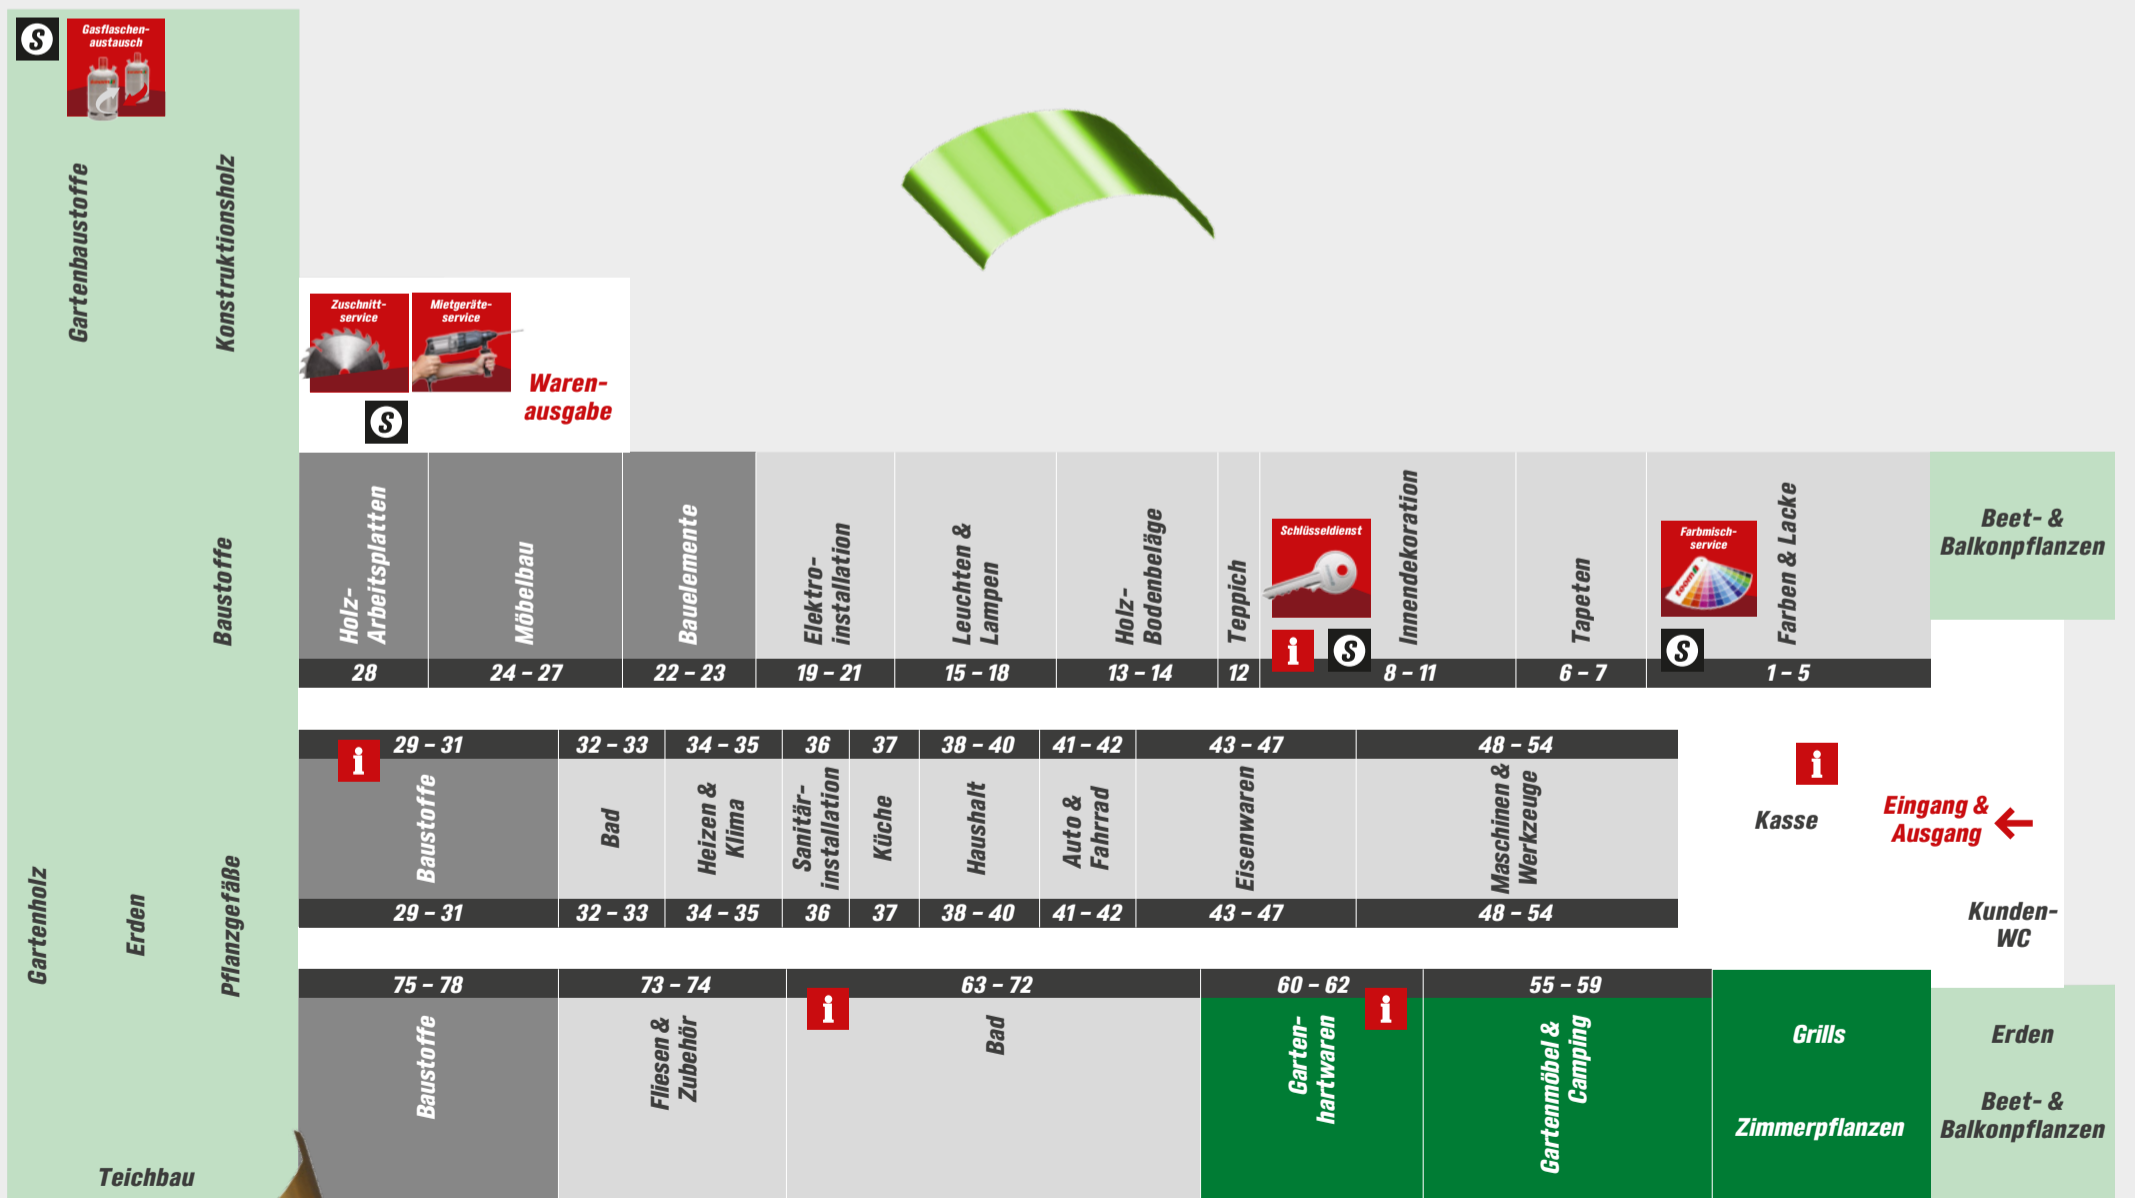 S
Gasflaschen-
austausch
Gartenbaustoffe
Konstruktionsholz
Zuschnitt-
service
Mietgeräte-
service
S
Waren-
ausgabe
Baustoffe
Holz-
Arbeitsplatten
Möbelbau
Bauelemente
Elektro-
installation
Leuchten &
Lampen
Holz-
Bodenbeläge
Teppich
Schlüsseldienst
i
S
Innendekoration
Tapeten
Farbmisch-
service
toom
S
Farben & Lacke
Beet- &
Balkonpflanzen
28
24 – 27
22 – 23
19 – 21
15 – 18
13 – 14
12
8 – 11
6 – 7
1 – 5
29 – 31
32 – 33
34 – 35
36
37
38 – 40
41 – 42
43 – 47
48 – 54
i
Baustoffe
Bad
Heizen &
Klima
Sanitär-
installation
Küche
Haushalt
Auto &
Fahrrad
Eisenwaren
Maschinen &
Werkzeuge
i
Kasse
Eingang &
Ausgang
29 – 31
32 – 33
34 – 35
36
37
38 – 40
41 – 42
43 – 47
48 – 54
Kunden-
WC
Gartenholz
Erden
Pflanzgefäße
75 – 78
73 – 74
63 – 72
60 – 62
55 – 59
Baustoffe
Fliesen &
Zubehör
i
Bad
Garten-
hartwaren
i
Gartenmöbel &
Camping
Grills
Zimmerpflanzen
Erden
Beet- &
Balkonpflanzen
Teichbau